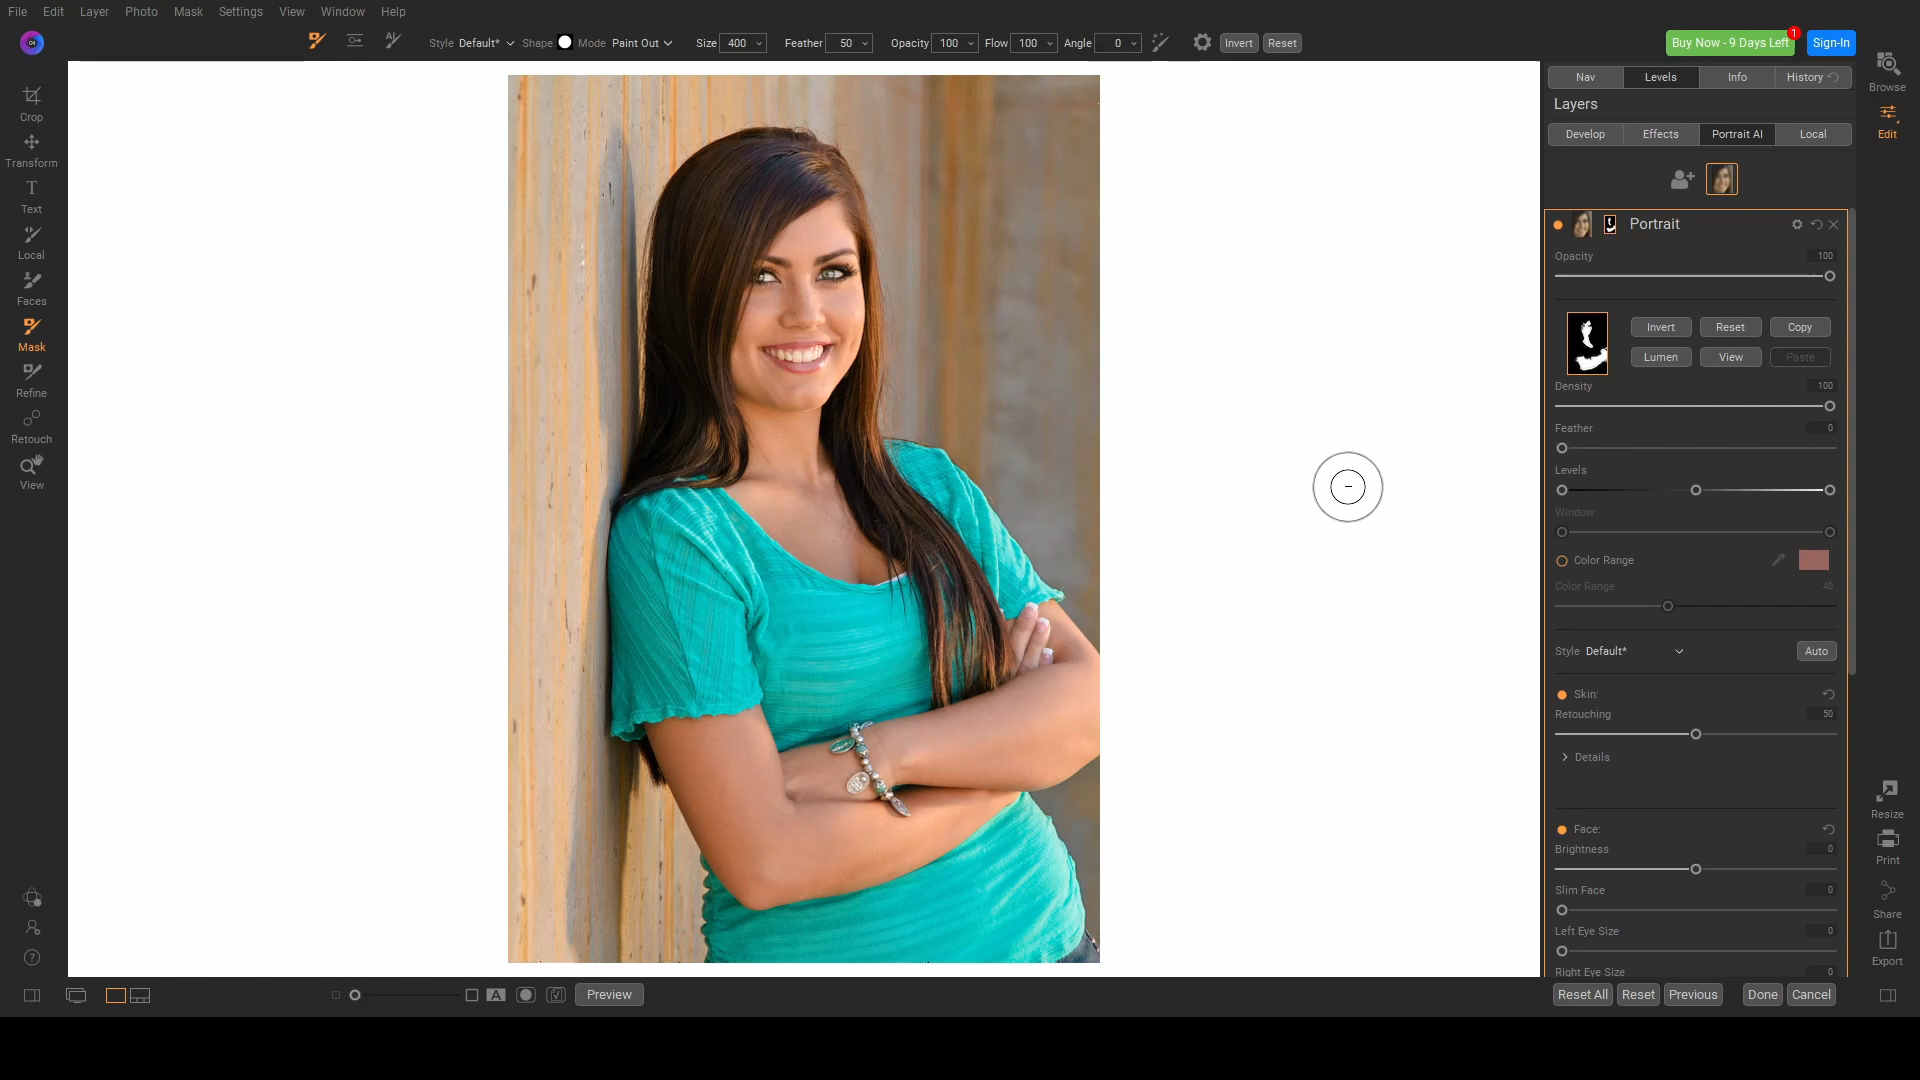 File Edit Layer Photo Mask Settings View Window Help
Style Default* Shape Mode Paint Out Size 400 Feather 50 Opacity 100 Flow 100 Angle 0 Invert Reset
Buy Now - 9 Days Left 1 Sign-In
Crop
Transform
Text
Local
Faces
Mask
Refine
Retouch
View
Nav Levels Info History
Layers
Develop Effects Portrait AI Local
Portrait
Opacity 100
Invert Reset Copy
Lumen View Paste
Density 100
Feather 0
Levels
Window
Color Range
Color Range 40
Style Default* Auto
Skin:
Retouching 50
Details
Face:
Brightness 0
Slim Face 0
Left Eye Size 0
Right Eye Size 0
Browse
Edit
Resize
Print
Share
Export
A Preview
Reset All Reset Previous Done Cancel